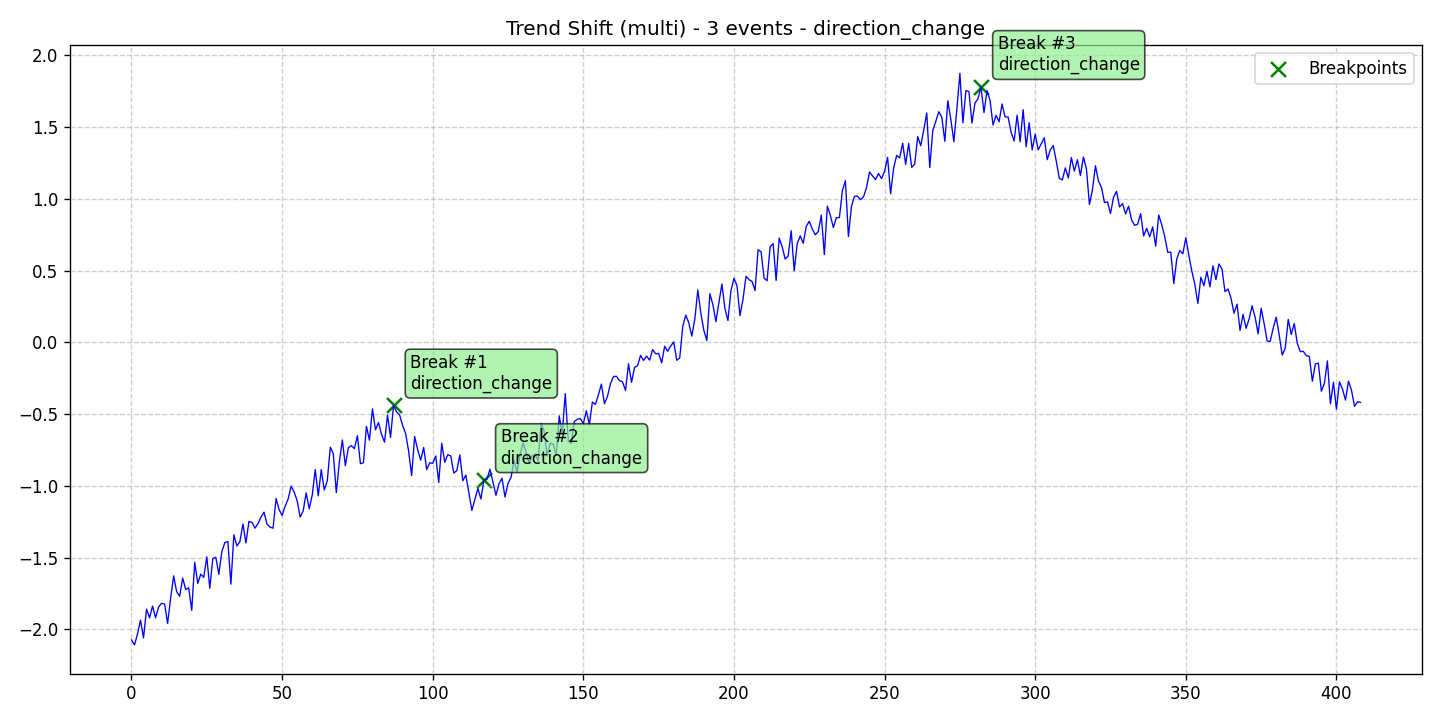 Trend Shift (multi) - 3 events - direction_change
Break #3
direction_change
Breakpoints
Break #1
direction_change
Break #2
direction_change
2.0
1.5
1.0
0.5
0.0
−0.5
−1.0
−1.5
−2.0
0
50
100
150
200
250
300
350
400